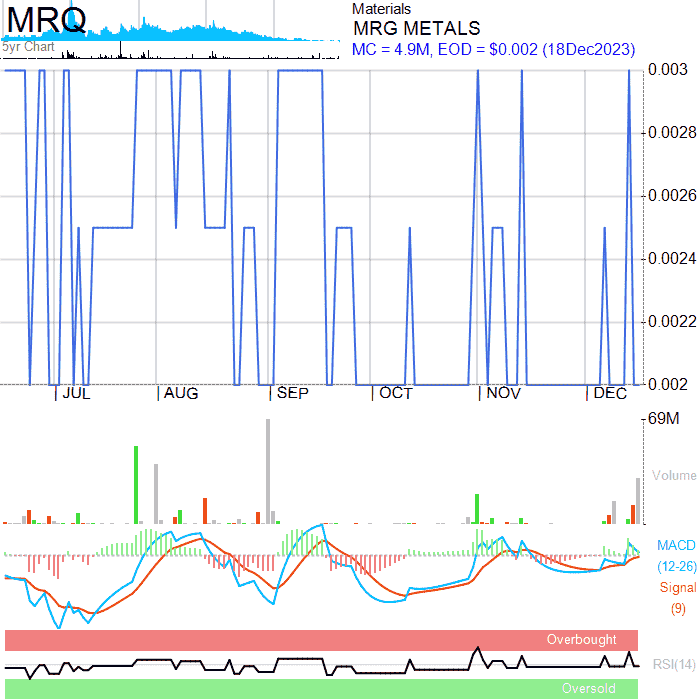 MRQ
5yr Chart
Materials
MRG METALS
MC = 4.9M, EOD = $0.002 (18Dec2023)
0.003
0.0028
0.0026
0.0024
0.0022
0.002
JUL AUG SEP OCT NOV DEC
69M
Volume
MACD
(12-26)
Signal
(9)
Overbought
RSI(14)
Oversold